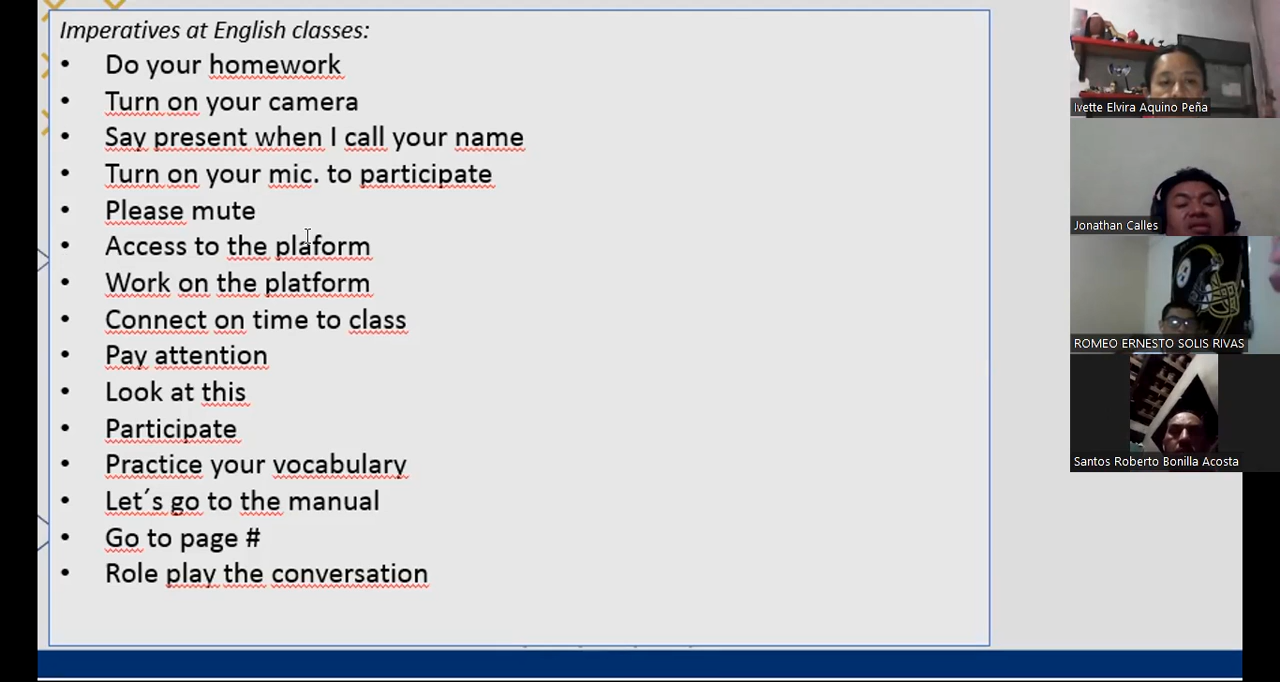 Imperatives at English classes:
• Do your homework
• Turn on your camera
• Say present when I call your name
• Turn on your mic. to participate
• Please mute
• Access to the plaform
• Work on the platform
• Connect on time to class
• Pay attention
• Look at this
• Participate
• Practice your vocabulary
• Let´s go to the manual
• Go to page #
• Role play the conversation
Ivette Elvira Aquino Peña
Jonathan Calles
ROMEO ERNESTO SOLIS RIVAS
Santos Roberto Bonilla Acosta